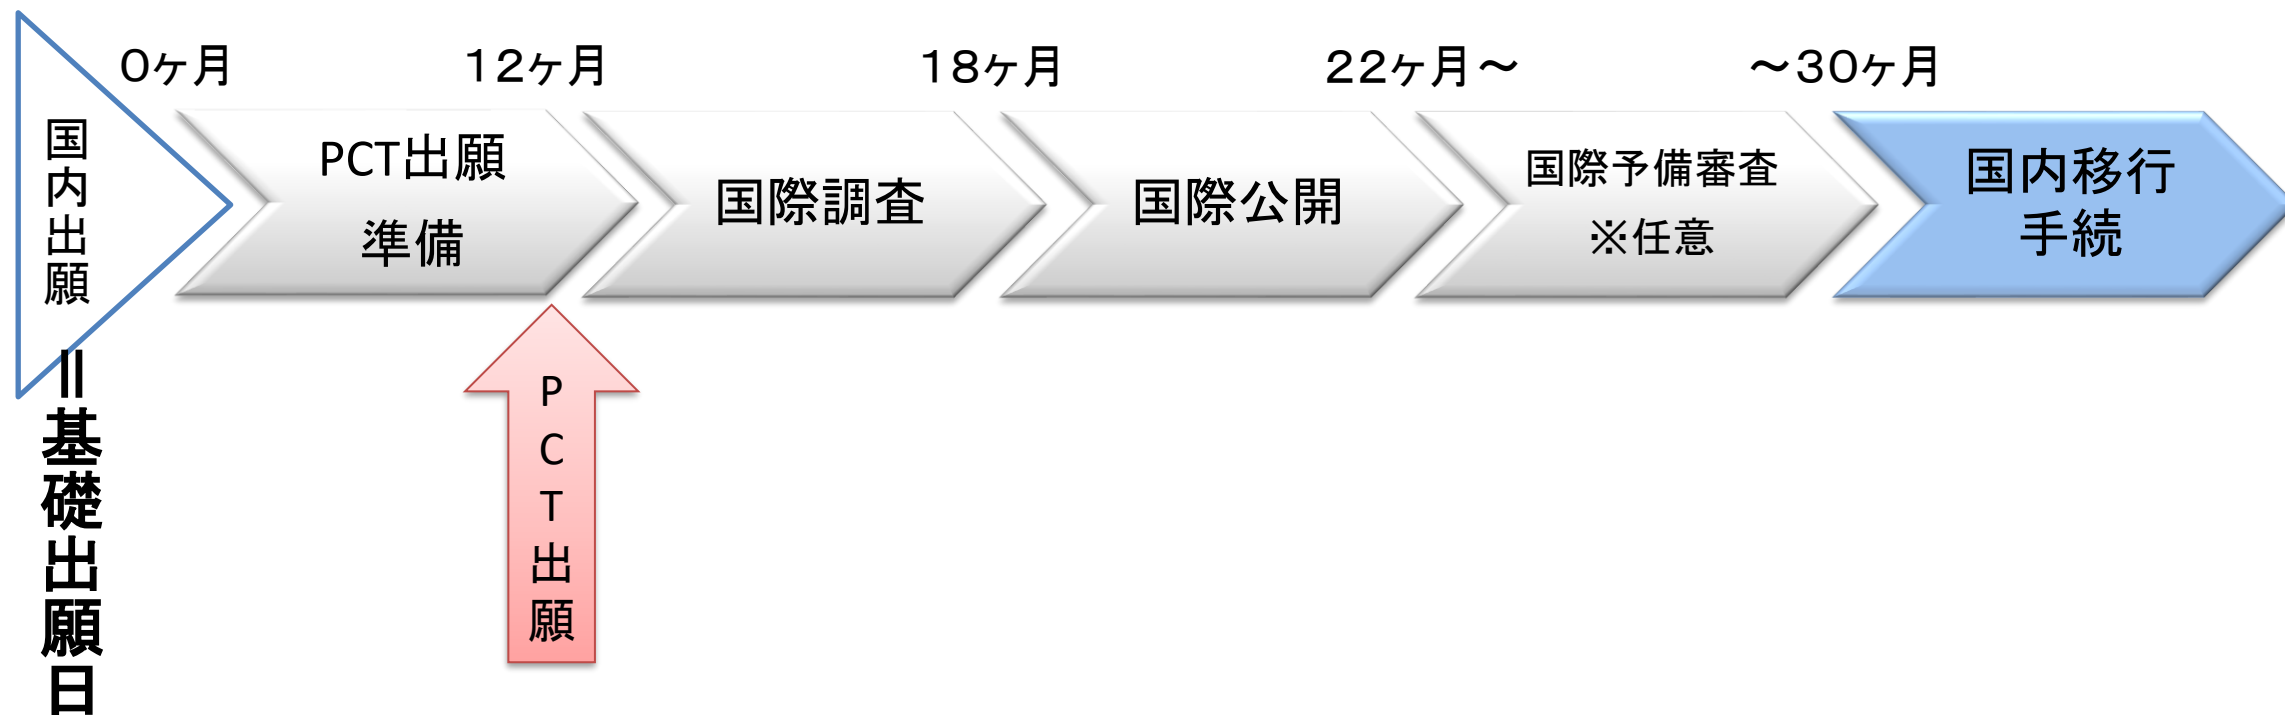 0ヶ月
12ヶ月
18ヶ月
22ヶ月～
～30ヶ月
国内出願
＝基礎出願日
PCT出願
準備
国際調査
国際公開
国際予備審査
※任意
国内移行
手続
PCT出願